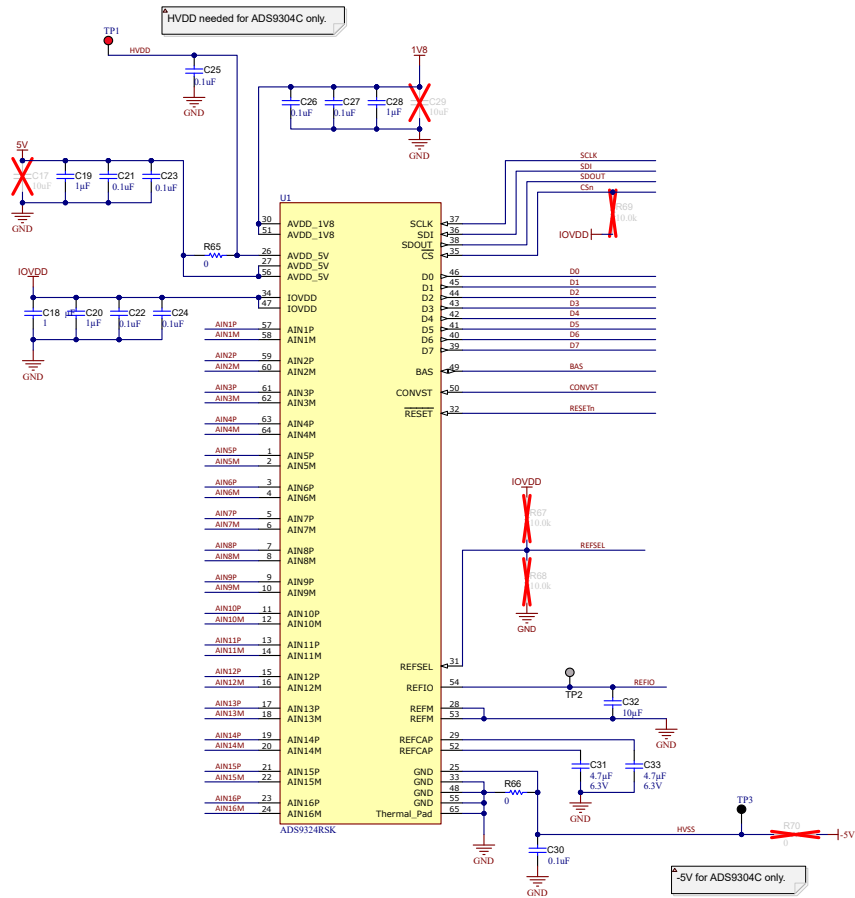 HVDD needed for ADS9304C only.
TP1
HVDD
C25
0.1uF
GND
1V8
C26
0.1uF
C27
0.1uF
C28
1µF
C29
10uF
GND
5V
C17
10uF
C19
1µF
C21
0.1uF
C23
0.1uF
GND
R65
0
IOVDD
C18
1 µF
C20
1µF
C22
0.1uF
C24
0.1uF
GND
U1
30 AVDD_1V8
51 AVDD_1V8
26 AVDD_5V
27 AVDD_5V
56 AVDD_5V
34 IOVDD
47 IOVDD
AIN1P 57 AIN1P
AIN1M 58 AIN1M
AIN2P 59 AIN2P
AIN2M 60 AIN2M
AIN3P 61 AIN3P
AIN3M 62 AIN3M
AIN4P 63 AIN4P
AIN4M 64 AIN4M
AIN5P 1 AIN5P
AIN5M 2 AIN5M
AIN6P 3 AIN6P
AIN6M 4 AIN6M
AIN7P 5 AIN7P
AIN7M 6 AIN7M
AIN8P 7 AIN8P
AIN8M 8 AIN8M
AIN9P 9 AIN9P
AIN9M 10 AIN9M
AIN10P 11 AIN10P
AIN10M 12 AIN10M
AIN11P 13 AIN11P
AIN11M 14 AIN11M
AIN12P 15 AIN12P
AIN12M 16 AIN12M
AIN13P 17 AIN13P
AIN13M 18 AIN13M
AIN14P 19 AIN14P
AIN14M 20 AIN14M
AIN15P 21 AIN15P
AIN15M 22 AIN15M
AIN16P 23 AIN16P
AIN16M 24 AIN16M
ADS9324RSK
SCLK 37 SCLK
SDI 36 SDI
SDOUT 38 SDOUT
CS 35 CSn
R69
10.0k
IOVDD
D0 46 D0
D1 45 D1
D2 44 D2
D3 43 D3
D4 42 D4
D5 41 D5
D6 40 D6
D7 39 D7
BAS 49 BAS
CONVST 50 CONVST
RESET 32 RESETn
IOVDD
R67
10.0k
REFSEL
R68
10.0k
GND
REFSEL 31
REFIO 54 REFIO
TP2
C32
10µF
GND
REFM 28
REFM 53
REFCAP 29
REFCAP 52
C31
4.7µF
6.3V
C33
4.7µF
6.3V
GND
GND 25
GND 33
GND 48
GND 55
Thermal_Pad 65
R66
0
GND
C30
0.1uF
GND
HVSS
TP3
R70
0
-5V
-5V for ADS9304C only.